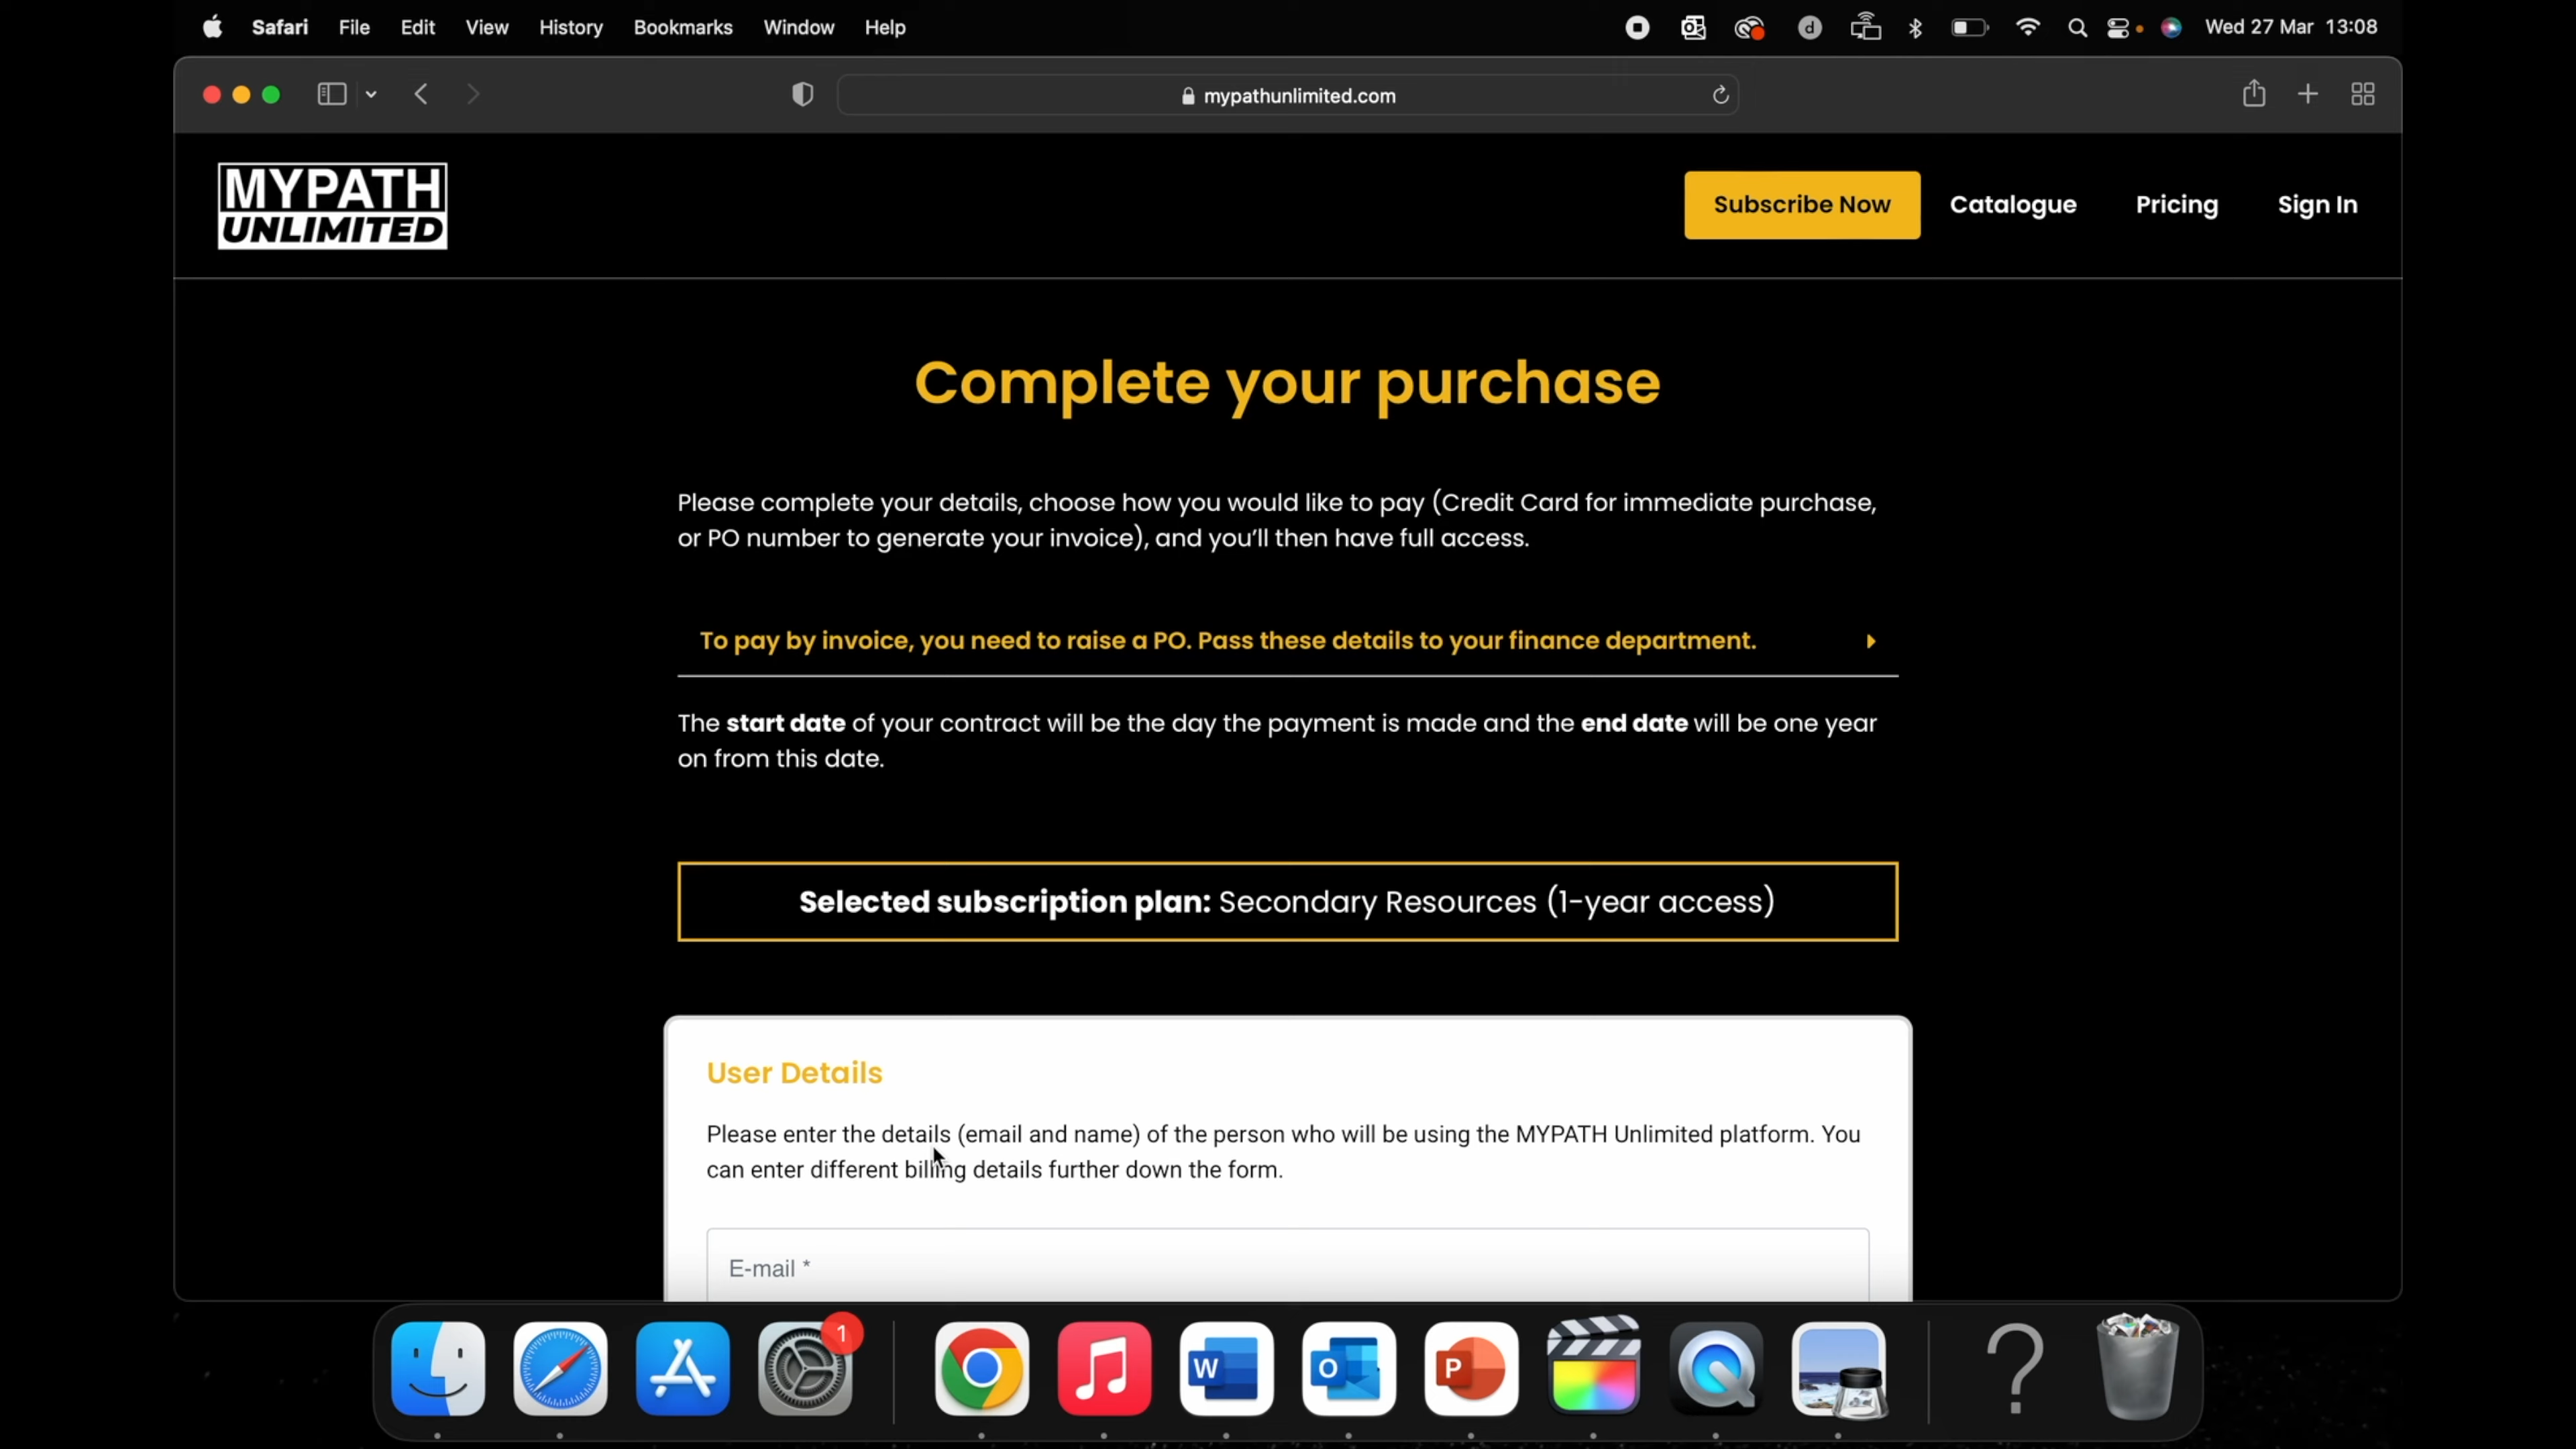 Safari File Edit View History Bookmarks Window Help Wed 27 Mar 13:08
mypathunlimited.com
MYPATH
UNLIMITED
Subscribe Now Catalogue Pricing Sign In
Complete your purchase
Please complete your details, choose how you would like to pay (Credit Card for immediate purchase,
or PO number to generate your invoice), and you'll then have full access.
To pay by invoice, you need to raise a PO. Pass these details to your finance department.
The start date of your contract will be the day the payment is made and the end date will be one year
on from this date.
Selected subscription plan: Secondary Resources (1-year access)
User Details
Please enter the details (email and name) of the person who will be using the MYPATH Unlimited platform. You
can enter different billing details further down the form.
E-mail *
1
W O P
?